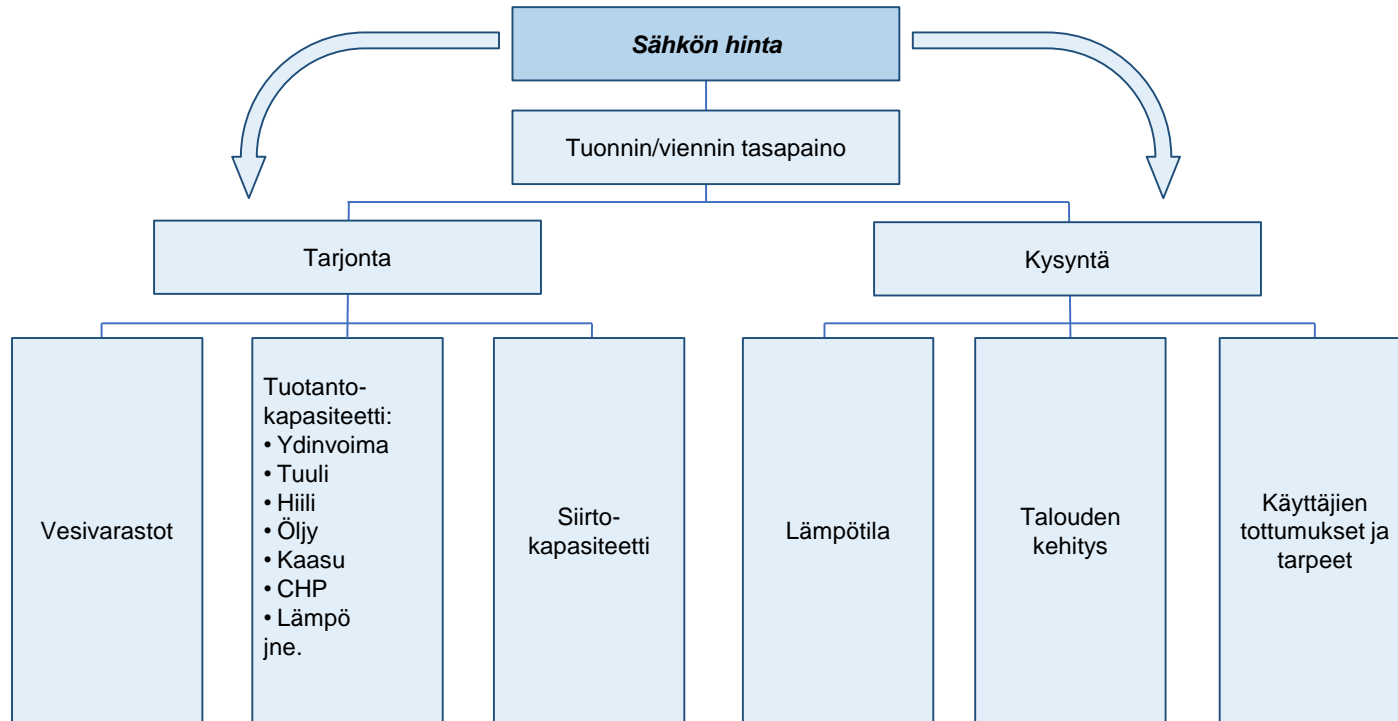 Sähkön hinta
Tuonnin/viennin tasapaino
Tarjonta
Kysyntä
Vesivarastot
Tuotanto-
kapasiteetti:
• Ydinvoima
• Tuuli
• Hiili
• Öljy
• Kaasu
• CHP
• Lämpö
jne.
Siirto-
kapasiteetti
Lämpötila
Talouden
kehitys
Käyttäjien
tottumukset ja
tarpeet